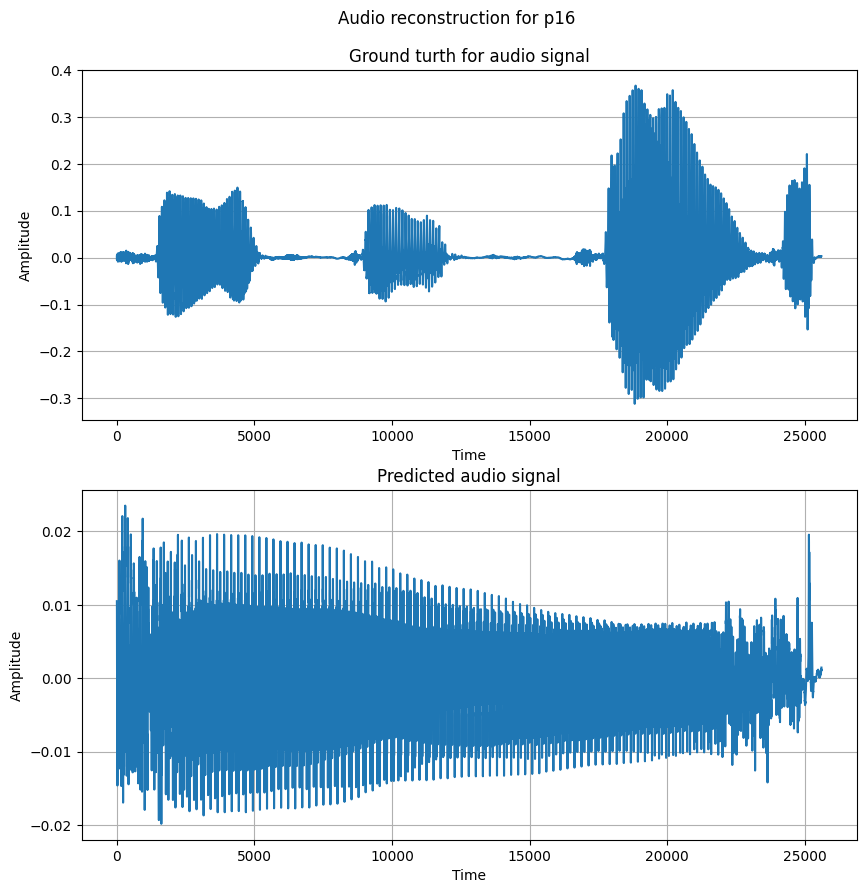 Audio reconstruction for p16
Ground turth for audio signal
0.4
0.3
0.2
0.1
0.0
−0.1
−0.2
−0.3
Amplitude
0 5000 10000 15000 20000 25000
Time
Predicted audio signal
0.02
0.01
0.00
−0.01
−0.02
Amplitude
0 5000 10000 15000 20000 25000
Time